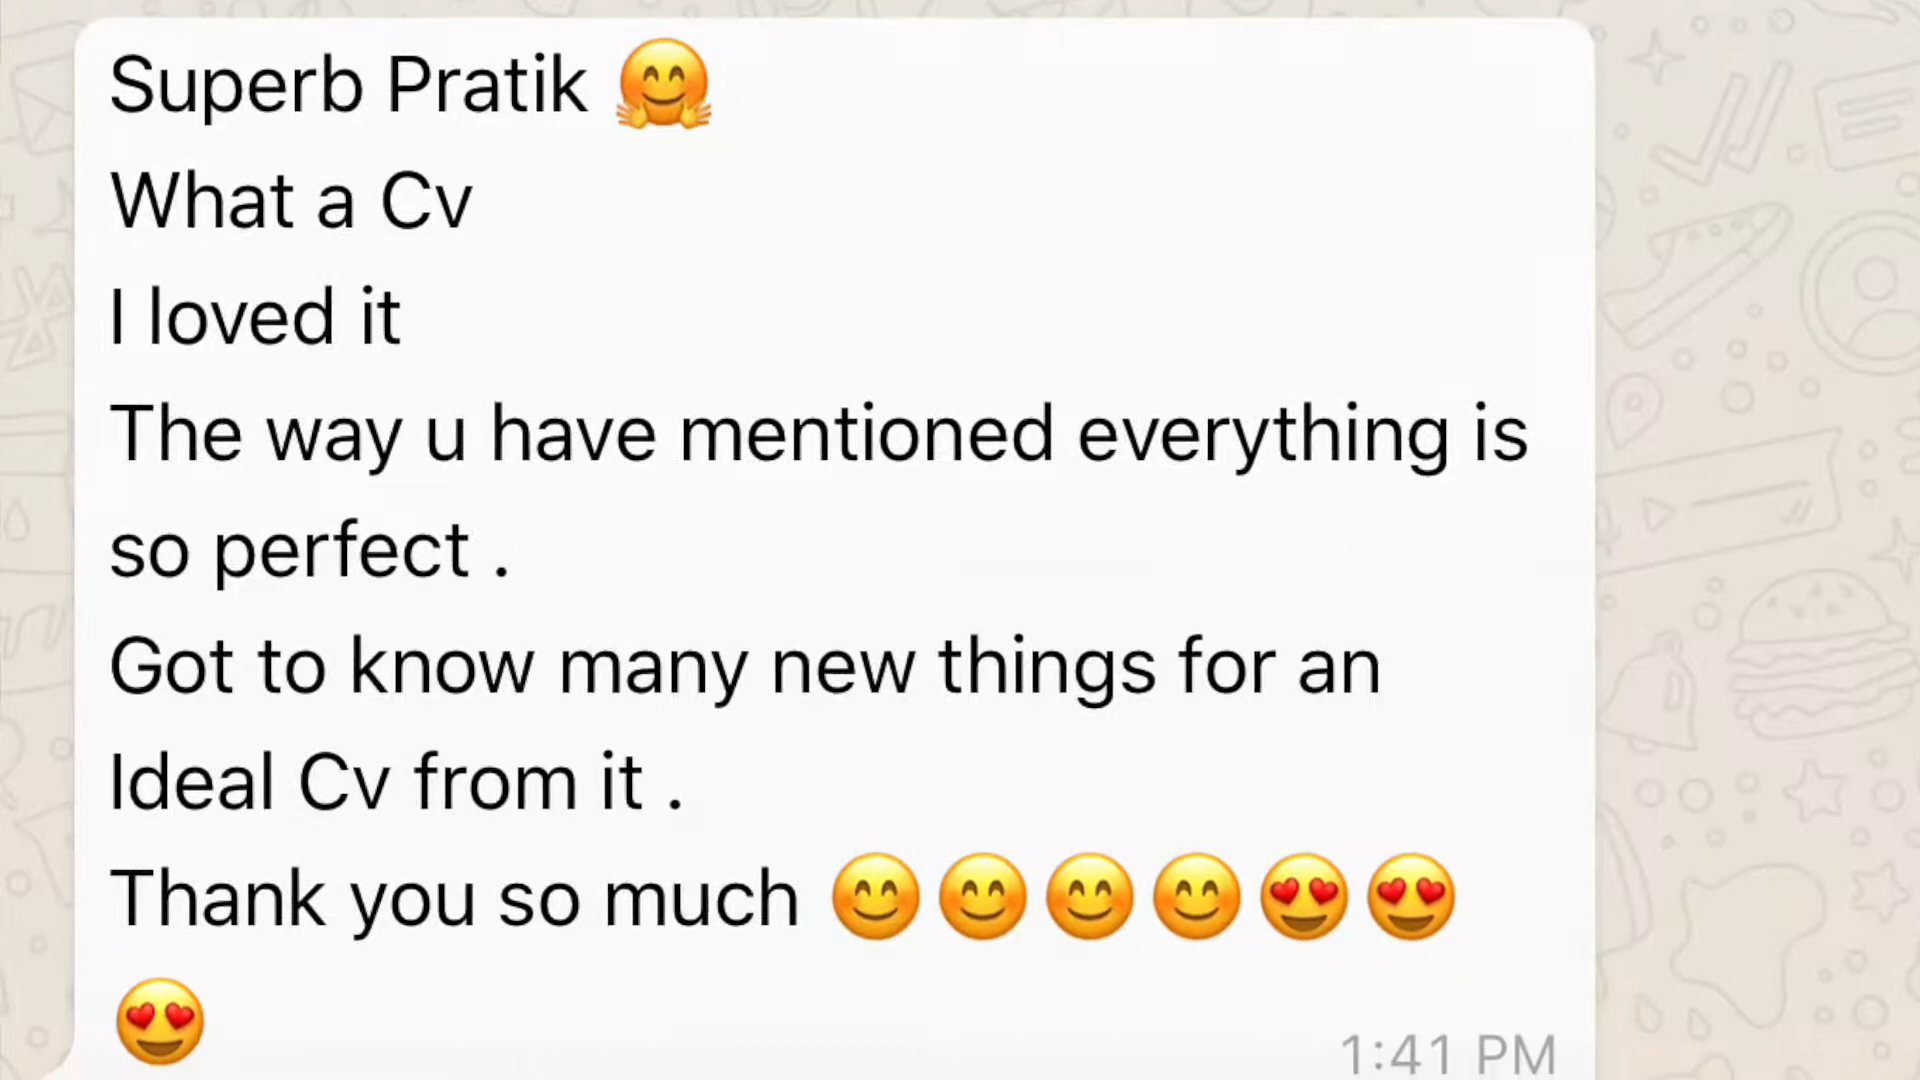 Superb Pratik 🤗
What a Cv
I loved it
The way u have mentioned everything is
so perfect .
Got to know many new things for an
Ideal Cv from it .
Thank you so much 😊😊😊😊😍😍
😍
1:41 PM